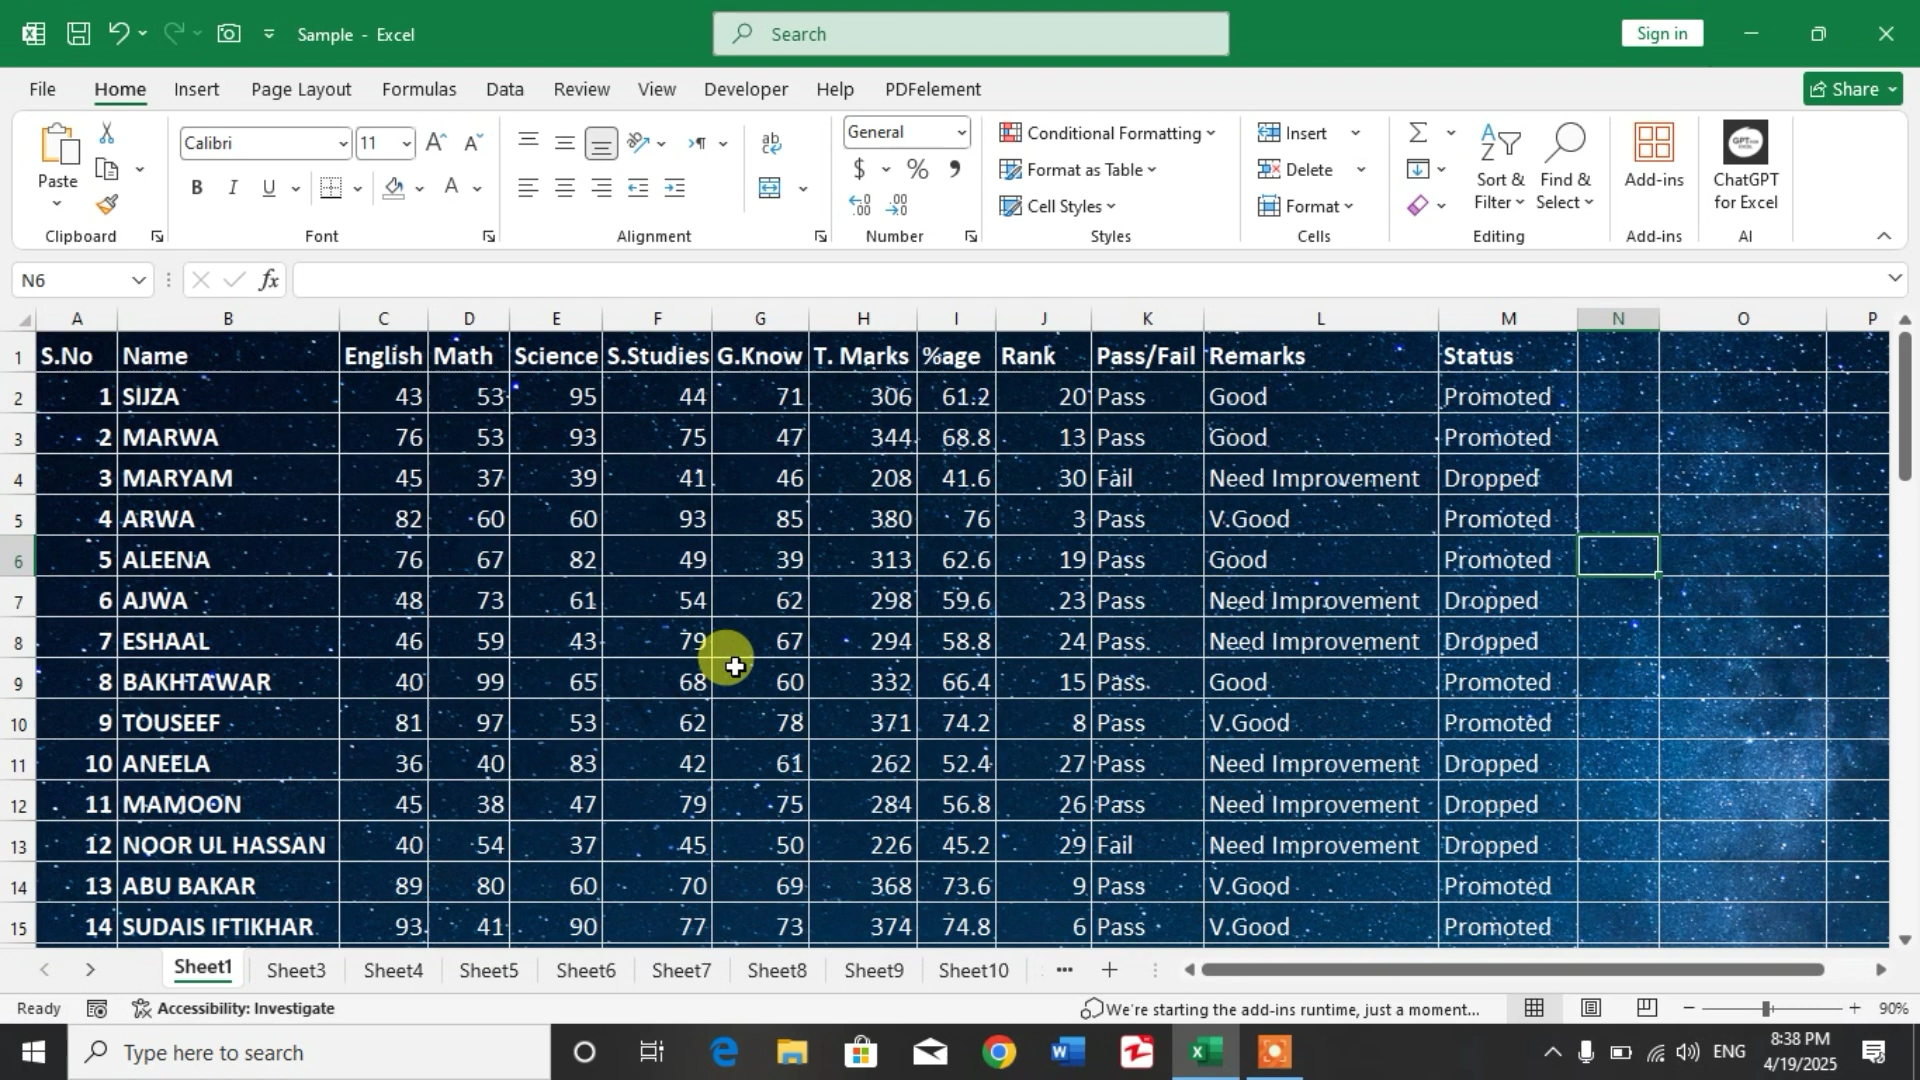 Sample - Excel
Search
Sign in
File Home Insert Page Layout Formulas Data Review View Developer Help PDFelement
Share
Paste
Clipboard
Calibri 11
B I U
Font
Alignment
General
$ % ,
Number
Conditional Formatting
Format as Table
Cell Styles
Styles
Insert
Delete
Format
Cells
Sort & Filter
Find & Select
Editing
Add-ins
Add-ins
ChatGPT for Excel
AI
N6
fx
A B C D E F G H I J K L M N O P
1 S.No Name English Math Science S.Studies G.Know T. Marks %age Rank Pass/Fail Remarks Status
2 1 SIJZA 43 53 95 44 71 306 61.2 20 Pass Good Promoted
3 2 MARWA 76 53 93 75 47 344 68.8 13 Pass Good Promoted
4 3 MARYAM 45 37 39 41 46 208 41.6 30 Fail Need Improvement Dropped
5 4 ARWA 82 60 60 93 85 380 76 3 Pass V.Good Promoted
6 5 ALEENA 76 67 82 49 39 313 62.6 19 Pass Good Promoted
7 6 AJWA 48 73 61 54 62 298 59.6 23 Pass Need Improvement Dropped
8 7 ESHAAL 46 59 43 79 67 294 58.8 24 Pass Need Improvement Dropped
9 8 BAKHTAWAR 40 99 65 68 60 332 66.4 15 Pass Good Promoted
10 9 TOUSEEF 81 97 53 62 78 371 74.2 8 Pass V.Good Promoted
11 10 ANEELA 36 40 83 42 61 262 52.4 27 Pass Need Improvement Dropped
12 11 MAMOON 45 38 47 79 75 284 56.8 26 Pass Need Improvement Dropped
13 12 NOOR UL HASSAN 40 54 37 45 50 226 45.2 29 Fail Need Improvement Dropped
14 13 ABU BAKAR 89 80 60 70 69 368 73.6 9 Pass V.Good Promoted
15 14 SUDAIS IFTIKHAR 93 41 90 77 73 374 74.8 6 Pass V.Good Promoted
Sheet1 Sheet3 Sheet4 Sheet5 Sheet6 Sheet7 Sheet8 Sheet9 Sheet10 ...
Ready Accessibility: Investigate We're starting the add-ins runtime, just a moment... 90%
Type here to search
ENG
8:38 PM
4/19/2025